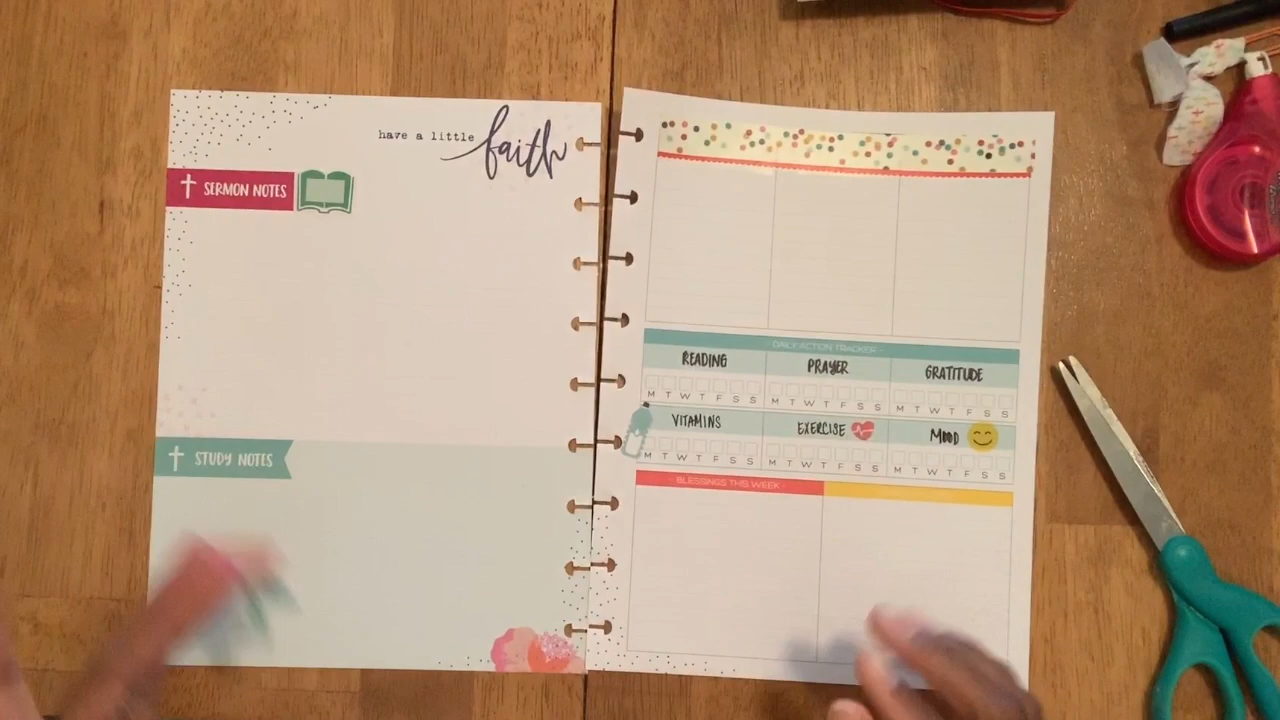 have a little faith
SERMON NOTES
STUDY NOTES
DAILY ACTION TRACKER
READING PRAYER GRATITUDE
M T W T F S S M T W T F S S M T W T F S S
VITAMINS EXERCISE MOOD
M T W T F S S M T W T F S S M T W T F S S
BLESSINGS THIS WEEK